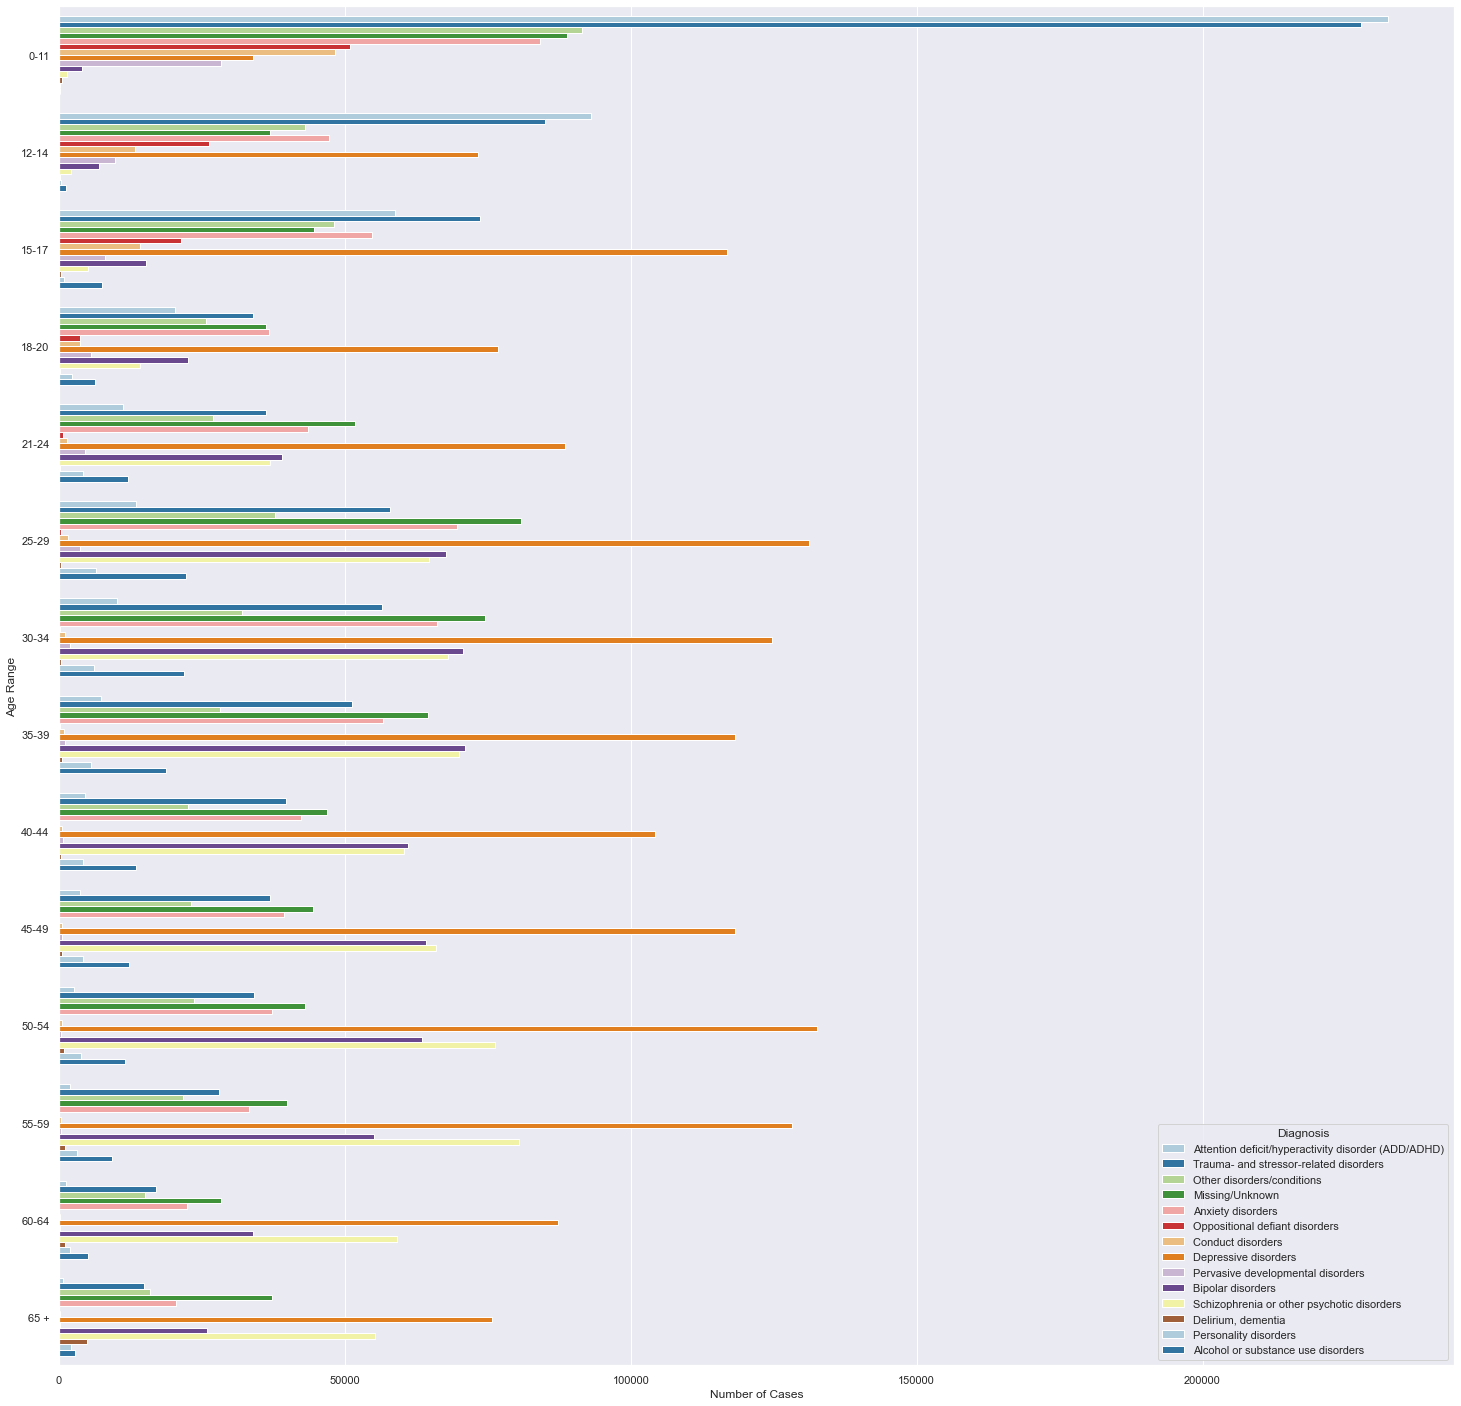 0-11
12-14
15-17
18-20
21-24
25-29
30-34
35-39
40-44
45-49
50-54
55-59
60-64
65 +
Age Range
0
50000
100000
150000
200000
Number of Cases
Diagnosis
Attention deficit/hyperactivity disorder (ADD/ADHD)
Trauma- and stressor-related disorders
Other disorders/conditions
Missing/Unknown
Anxiety disorders
Oppositional defiant disorders
Conduct disorders
Depressive disorders
Pervasive developmental disorders
Bipolar disorders
Schizophrenia or other psychotic disorders
Delirium, dementia
Personality disorders
Alcohol or substance use disorders